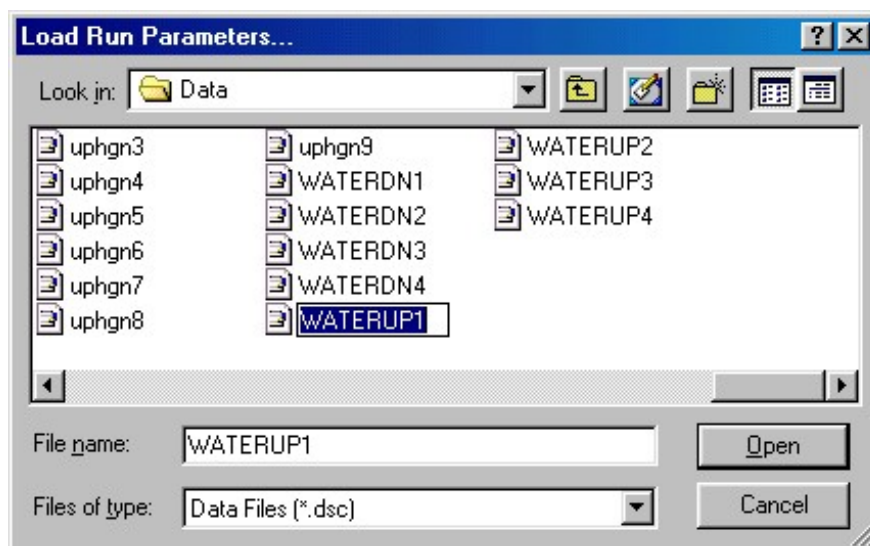 Load Run Parameters...
Look in: Data
uphgn3 uphgn9 WATERUP2
uphgn4 WATERDN1 WATERUP3
uphgn5 WATERDN2 WATERUP4
uphgn6 WATERDN3
uphgn7 WATERDN4
uphgn8 WATERUP1
File name: WATERUP1 Open
Files of type: Data Files (*.dsc) Cancel